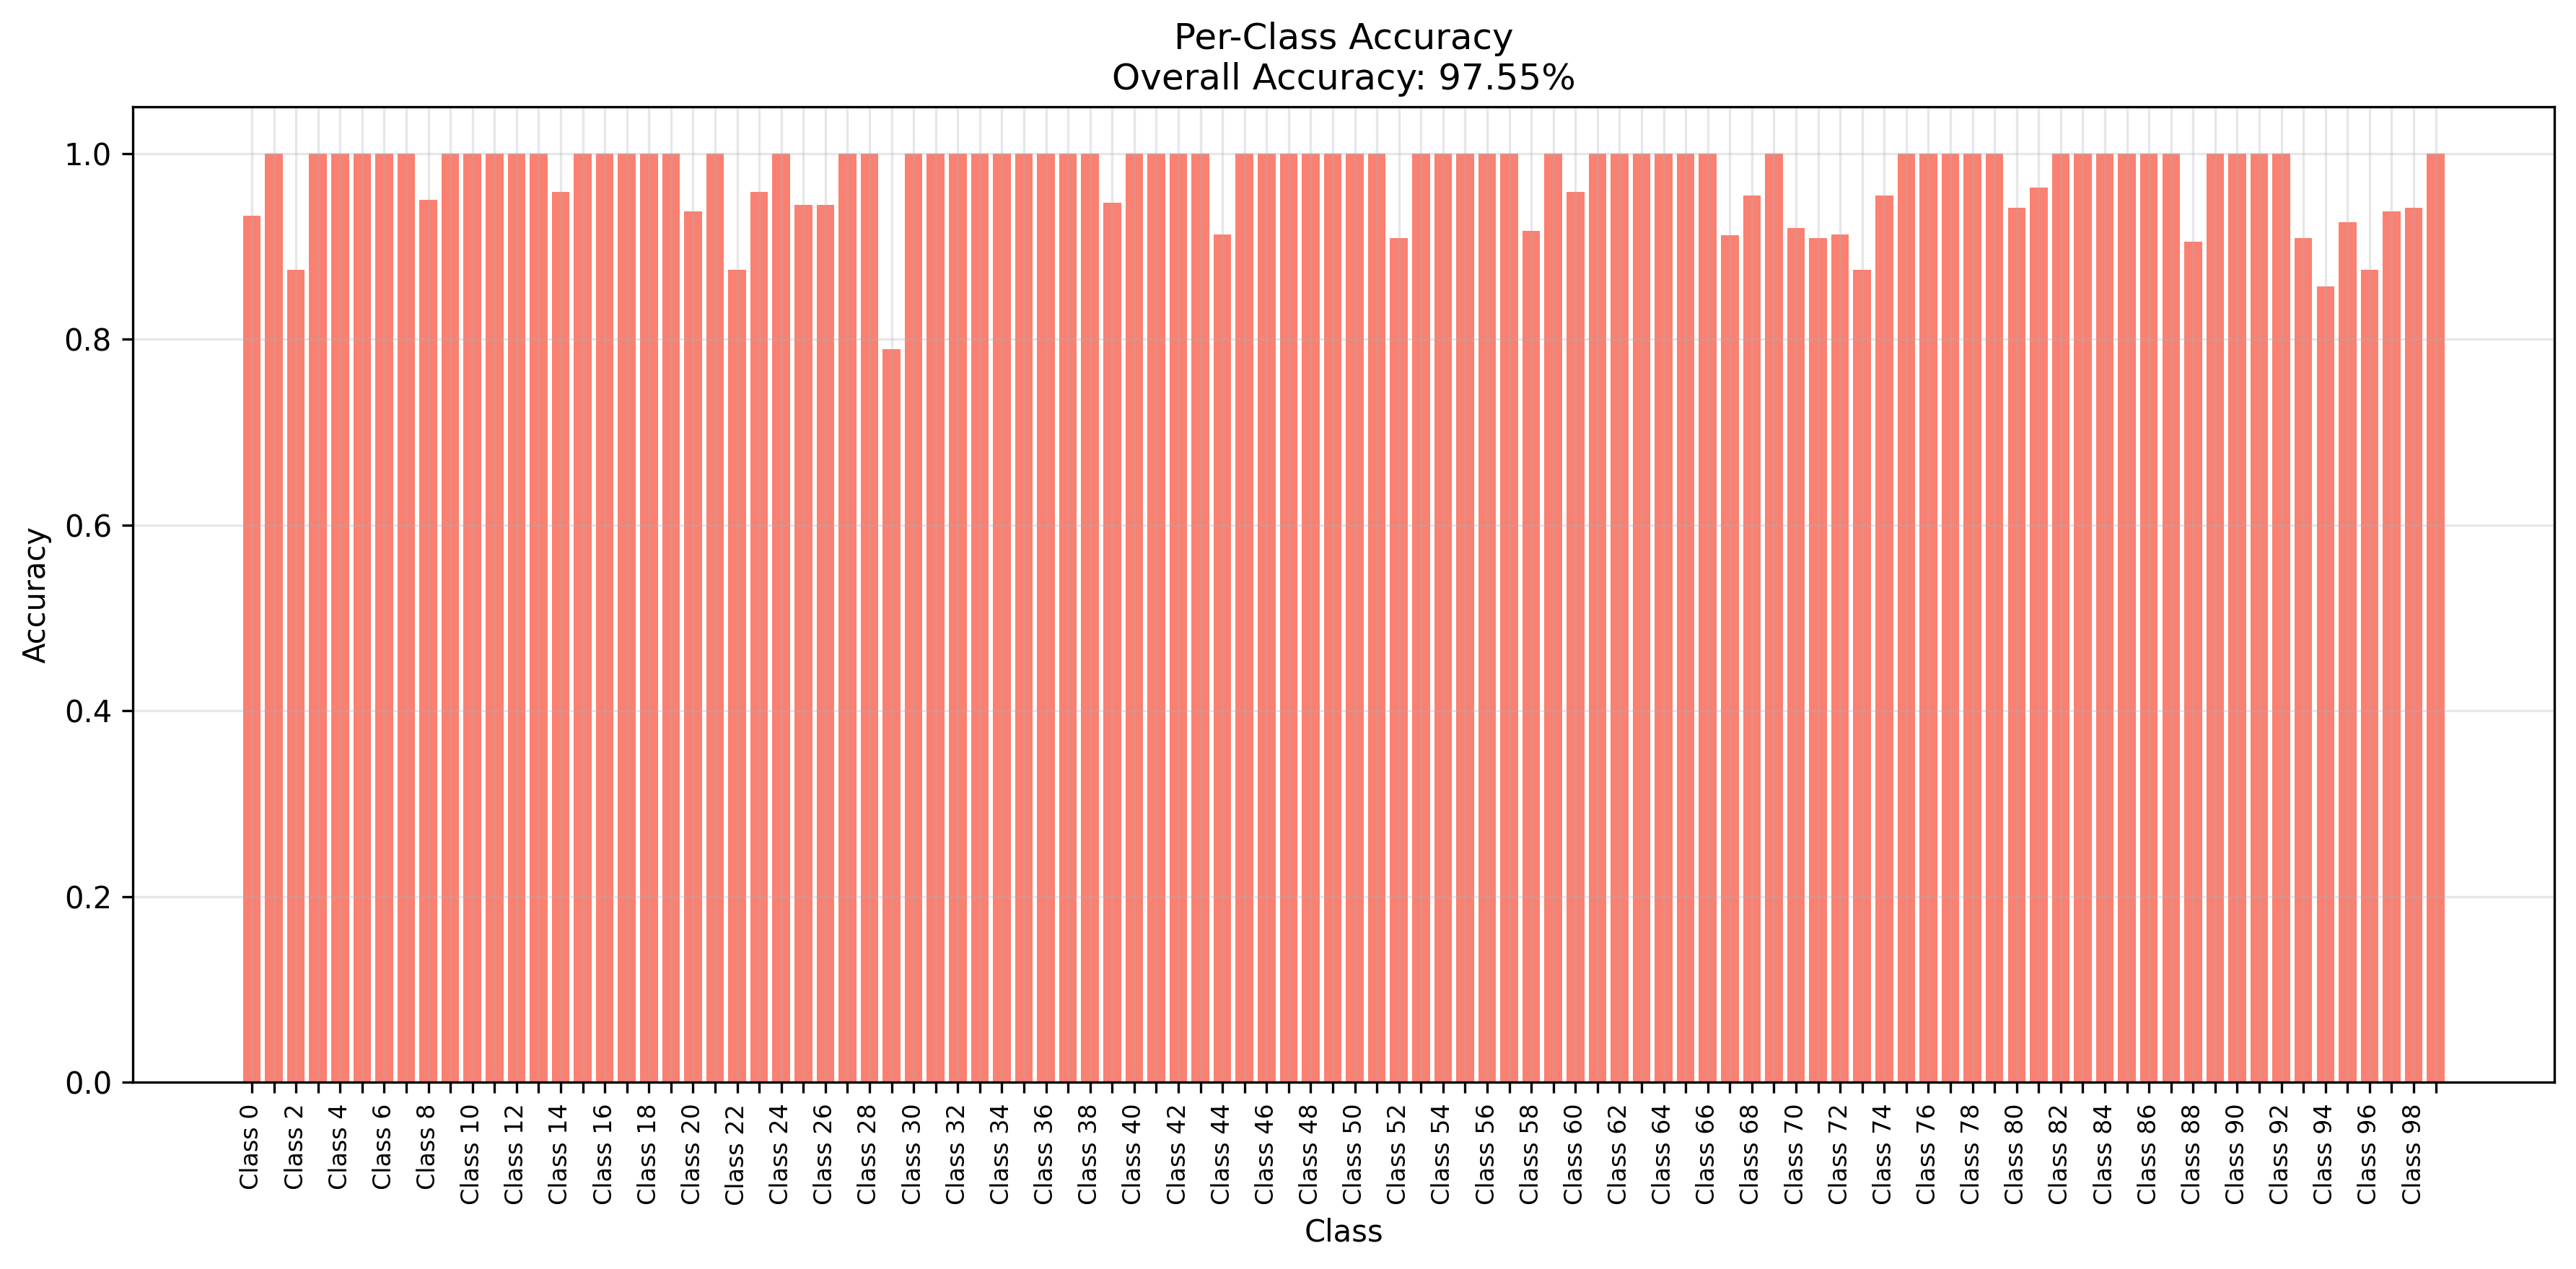 Per-Class Accuracy
Overall Accuracy: 97.55%
1.0
0.8
0.6
0.4
0.2
0.0
Accuracy
Class 0
Class 2
Class 4
Class 6
Class 8
Class 10
Class 12
Class 14
Class 16
Class 18
Class 20
Class 22
Class 24
Class 26
Class 28
Class 30
Class 32
Class 34
Class 36
Class 38
Class 40
Class 42
Class 44
Class 46
Class 48
Class 50
Class 52
Class 54
Class 56
Class 58
Class 60
Class 62
Class 64
Class 66
Class 68
Class 70
Class 72
Class 74
Class 76
Class 78
Class 80
Class 82
Class 84
Class 86
Class 88
Class 90
Class 92
Class 94
Class 96
Class 98
Class